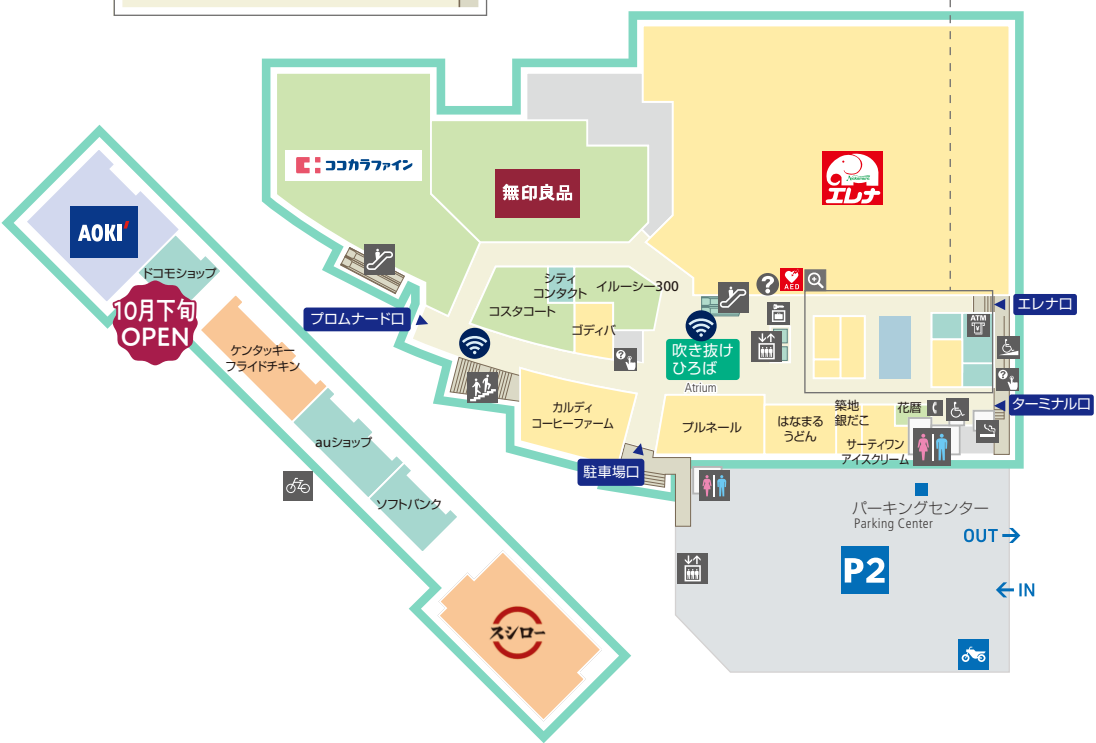 ココカラファイン
無印良品
エレナ
AOKI
ドコモショップ
10月下旬
OPEN
シティ
コンタクト
イルーシー300
コスタコート
ゴディバ
?
AED
エレナ口
ATM
プロムナード口
吹き抜け
ひろば
Atrium
ケンタッキー
フライドチキン
カルディ
コーヒーファーム
ブルネール
はなまる
うどん
築地
銀だこ
花暦
サーティワン
アイスクリーム
ターミナル口
auショップ
駐車場口
ソフトバンク
パーキングセンター
Parking Center
OUT
P2
IN
スシロー